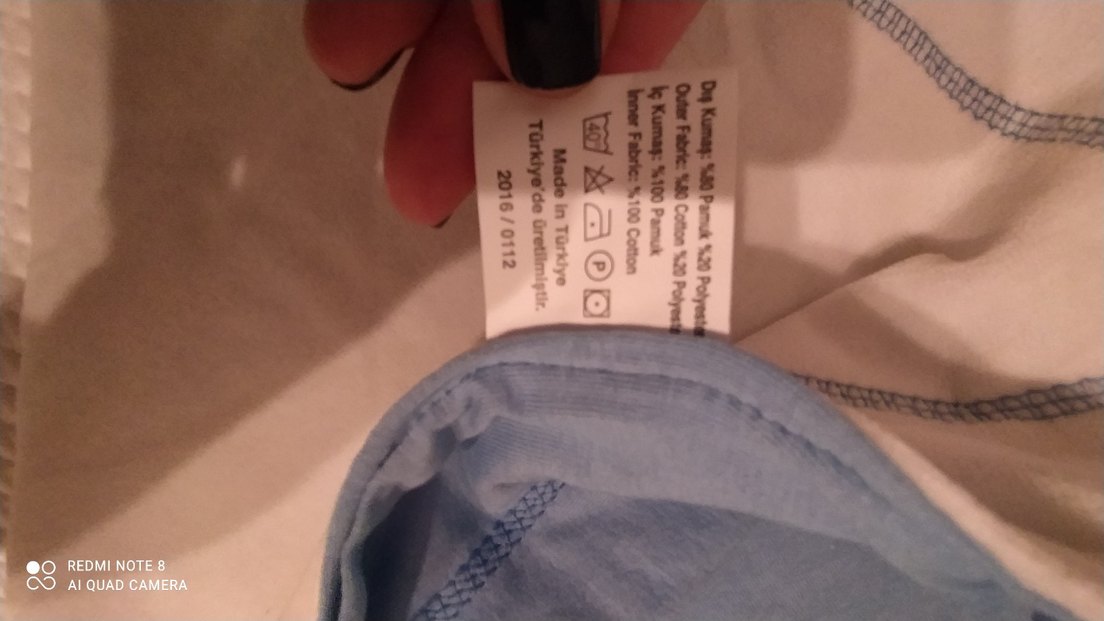 Dış Kumaş: %80 Pamuk %20 Polyester
Outer Fabric: %80 Cotton %20 Polyester
İç Kumaş: %100 Pamuk
İnner Fabric: %100 Cotton
40 P
Made in Türkiye
Türkiye'de üretilmiştir.
2016 / 0112
REDMI NOTE 8
AI QUAD CAMERA